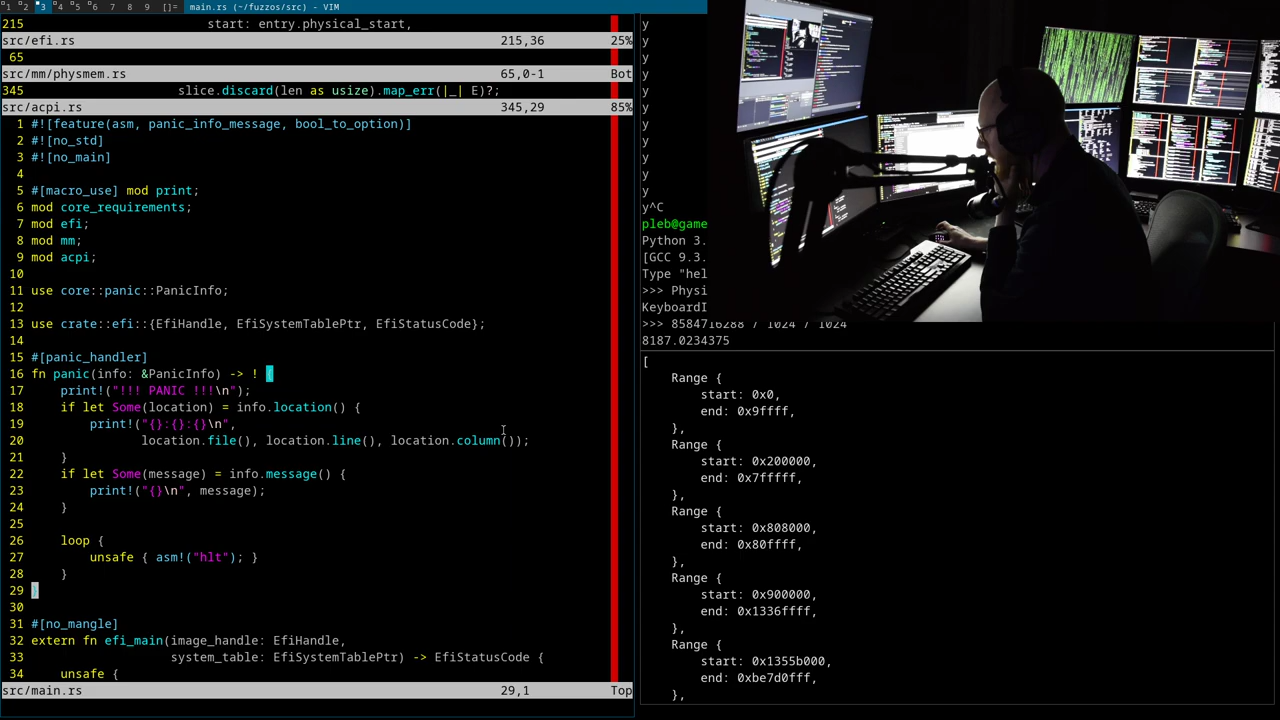 1 2 3 4 5 6 7 8 9 []= main.rs (~/fuzzos/src) - VIM
215 start: entry.physical_start,
src/efi.rs 215,36 25%
65
src/mm/physmem.rs 65,0-1 Bot
345 slice.discard(len as usize).map_err(|_| E)?;
src/acpi.rs 345,29 85%
1 #![feature(asm, panic_info_message, bool_to_option)]
2 #![no_std]
3 #![no_main]
4
5 #[macro_use] mod print;
6 mod core_requirements;
7 mod efi;
8 mod mm;
9 mod acpi;
10
11 use core::panic::PanicInfo;
12
13 use crate::efi::{EfiHandle, EfiSystemTablePtr, EfiStatusCode};
14
15 #[panic_handler]
16 fn panic(info: &PanicInfo) -> ! {
17 print!("!!! PANIC !!!\n");
18 if let Some(location) = info.location() {
19 print!("{}:{}:{}\n",
20 location.file(), location.line(), location.column());
21 }
22 if let Some(message) = info.message() {
23 print!("{}\n", message);
24 }
25
26 loop {
27 unsafe { asm!("hlt"); }
28 }
29 }
30
31 #[no_mangle]
32 extern fn efi_main(image_handle: EfiHandle,
33 system_table: EfiSystemTablePtr) -> EfiStatusCode {
34 unsafe {
src/main.rs 29,1 Top
y
y
y
y
y
y
y
y
y
y
y
y^C
pleb@game
Python 3.
[GCC 9.3.
Type "hel
>>> Physi
KeyboardI
>>> 8584716288 / 1024 / 1024
8187.0234375
[
Range {
start: 0x0,
end: 0x9ffff,
},
Range {
start: 0x200000,
end: 0x7fffff,
},
Range {
start: 0x808000,
end: 0x80ffff,
},
Range {
start: 0x900000,
end: 0x1336ffff,
},
Range {
start: 0x1355b000,
end: 0xbe7d0fff,
},